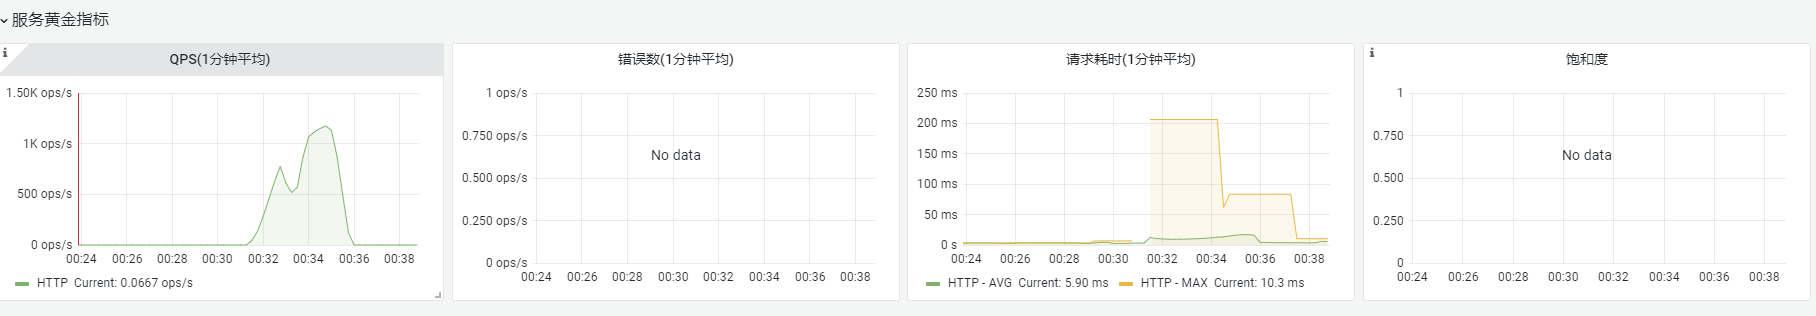 服务黄金指标
QPS(1分钟平均)
1.50K ops/s
1K ops/s
500 ops/s
0 ops/s
00:24 00:26 00:28 00:30 00:32 00:34 00:36 00:38
HTTP Current: 0.0667 ops/s
错误数(1分钟平均)
1 ops/s
0.750 ops/s
0.500 ops/s
0.250 ops/s
0 ops/s
No data
00:24 00:26 00:28 00:30 00:32 00:34 00:36 00:38
请求耗时(1分钟平均)
250 ms
200 ms
150 ms
100 ms
50 ms
0 s
00:24 00:26 00:28 00:30 00:32 00:34 00:36 00:38
HTTP - AVG Current: 5.90 ms HTTP - MAX Current: 10.3 ms
饱和度
1
0.750
0.500
0.250
0
No data
00:24 00:26 00:28 00:30 00:32 00:34 00:36 00:38